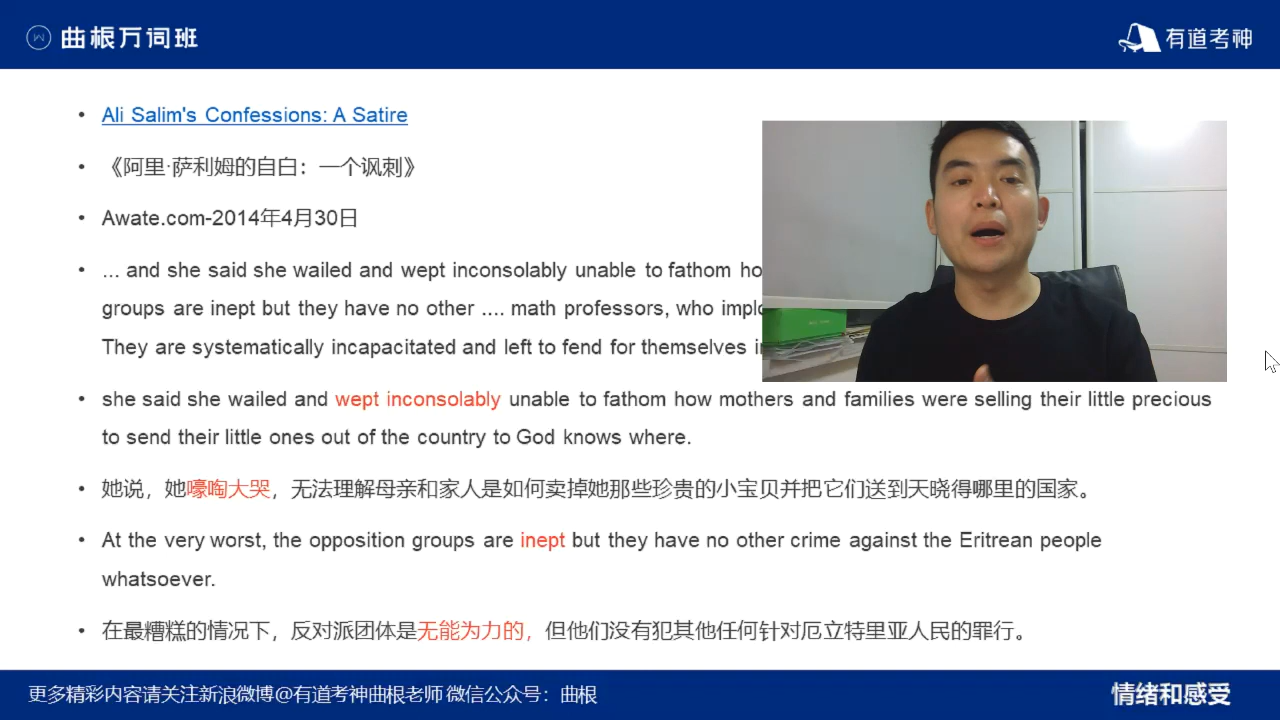 曲根万词班
有道考神
Ali Salim's Confessions: A Satire
《阿里·萨利姆的自白：一个讽刺》
Awate.com-2014年4月30日
... and she said she wailed and wept inconsolably unable to fathom
groups are inept but they have no other .... math professors, who
They are systematically incapacitated and left to fend for themselves
she said she wailed and wept inconsolably unable to fathom how mothers and families were selling their little precious
to send their little ones out of the country to God knows where.
她说，她嚎啕大哭，无法理解母亲和家人是如何卖掉她那些珍贵的小宝贝并把它们送到天晓得哪里的国家。
At the very worst, the opposition groups are inept but they have no other crime against the Eritrean people
whatsoever.
在最糟糕的情况下，反对派团体是无能为力的，但他们没有犯其他任何针对厄立特里亚人民的罪行。
更多精彩内容请关注新浪微博@有道考神曲根老师 微信公众号：曲根
情绪和感受